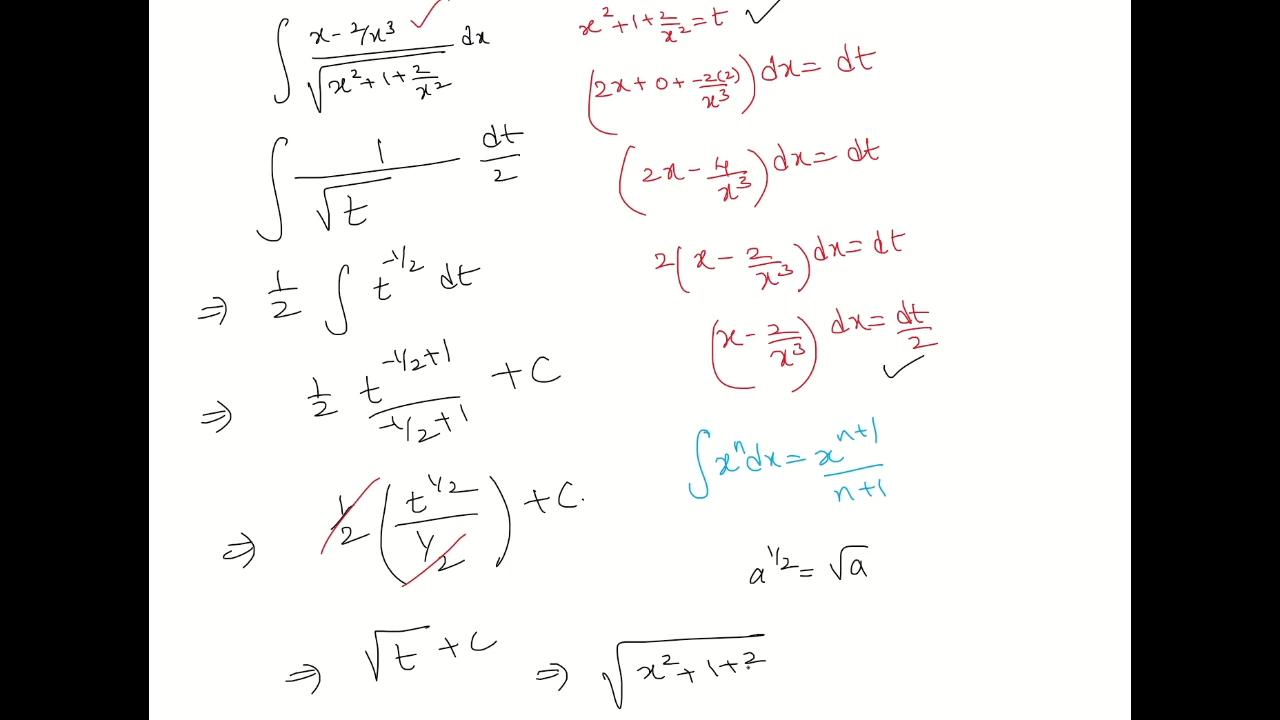 ∫ (x - 2/x³)/√(x² + 1 + 2/x²) dx
x² + 1 + 2/x² = t ✓
(2x + 0 + -2(2)/x³) dx = dt
∫ 1/√t dt/2
(2x - 4/x³) dx = dt
2(x - 2/x³) dx = dt
⇒ 1/2 ∫ t^(-1/2) dt
(x - 2/x³) dx = dt/2 ✓
⇒ 1/2 t^(-1/2+1)/(-1/2+1) + C
∫ xⁿ dx = x^(n+1)/(n+1)
⇒ 1/2 (t^(1/2)/(1/2)) + C.
a^(1/2) = √a
⇒ √t + C ⇒ √(x² + 1 + 2